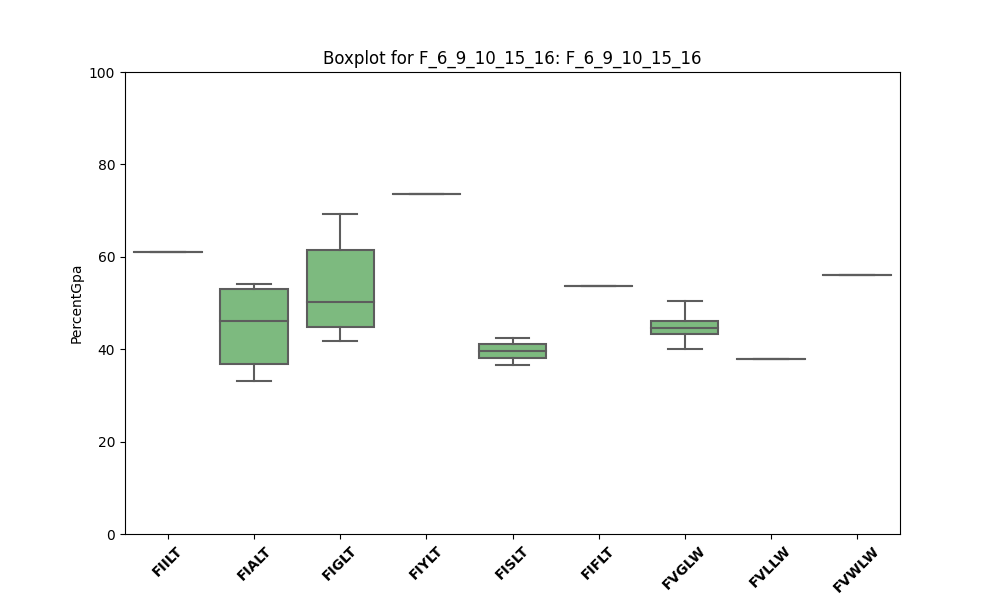 Boxplot for F_6_9_10_15_16: F_6_9_10_15_16
100
80
60
40
20
0
PercentGpa
FIILT
FIALT
FIGLT
FIYLT
FISLT
FIFLT
FVGLW
FVLLW
FVWLW